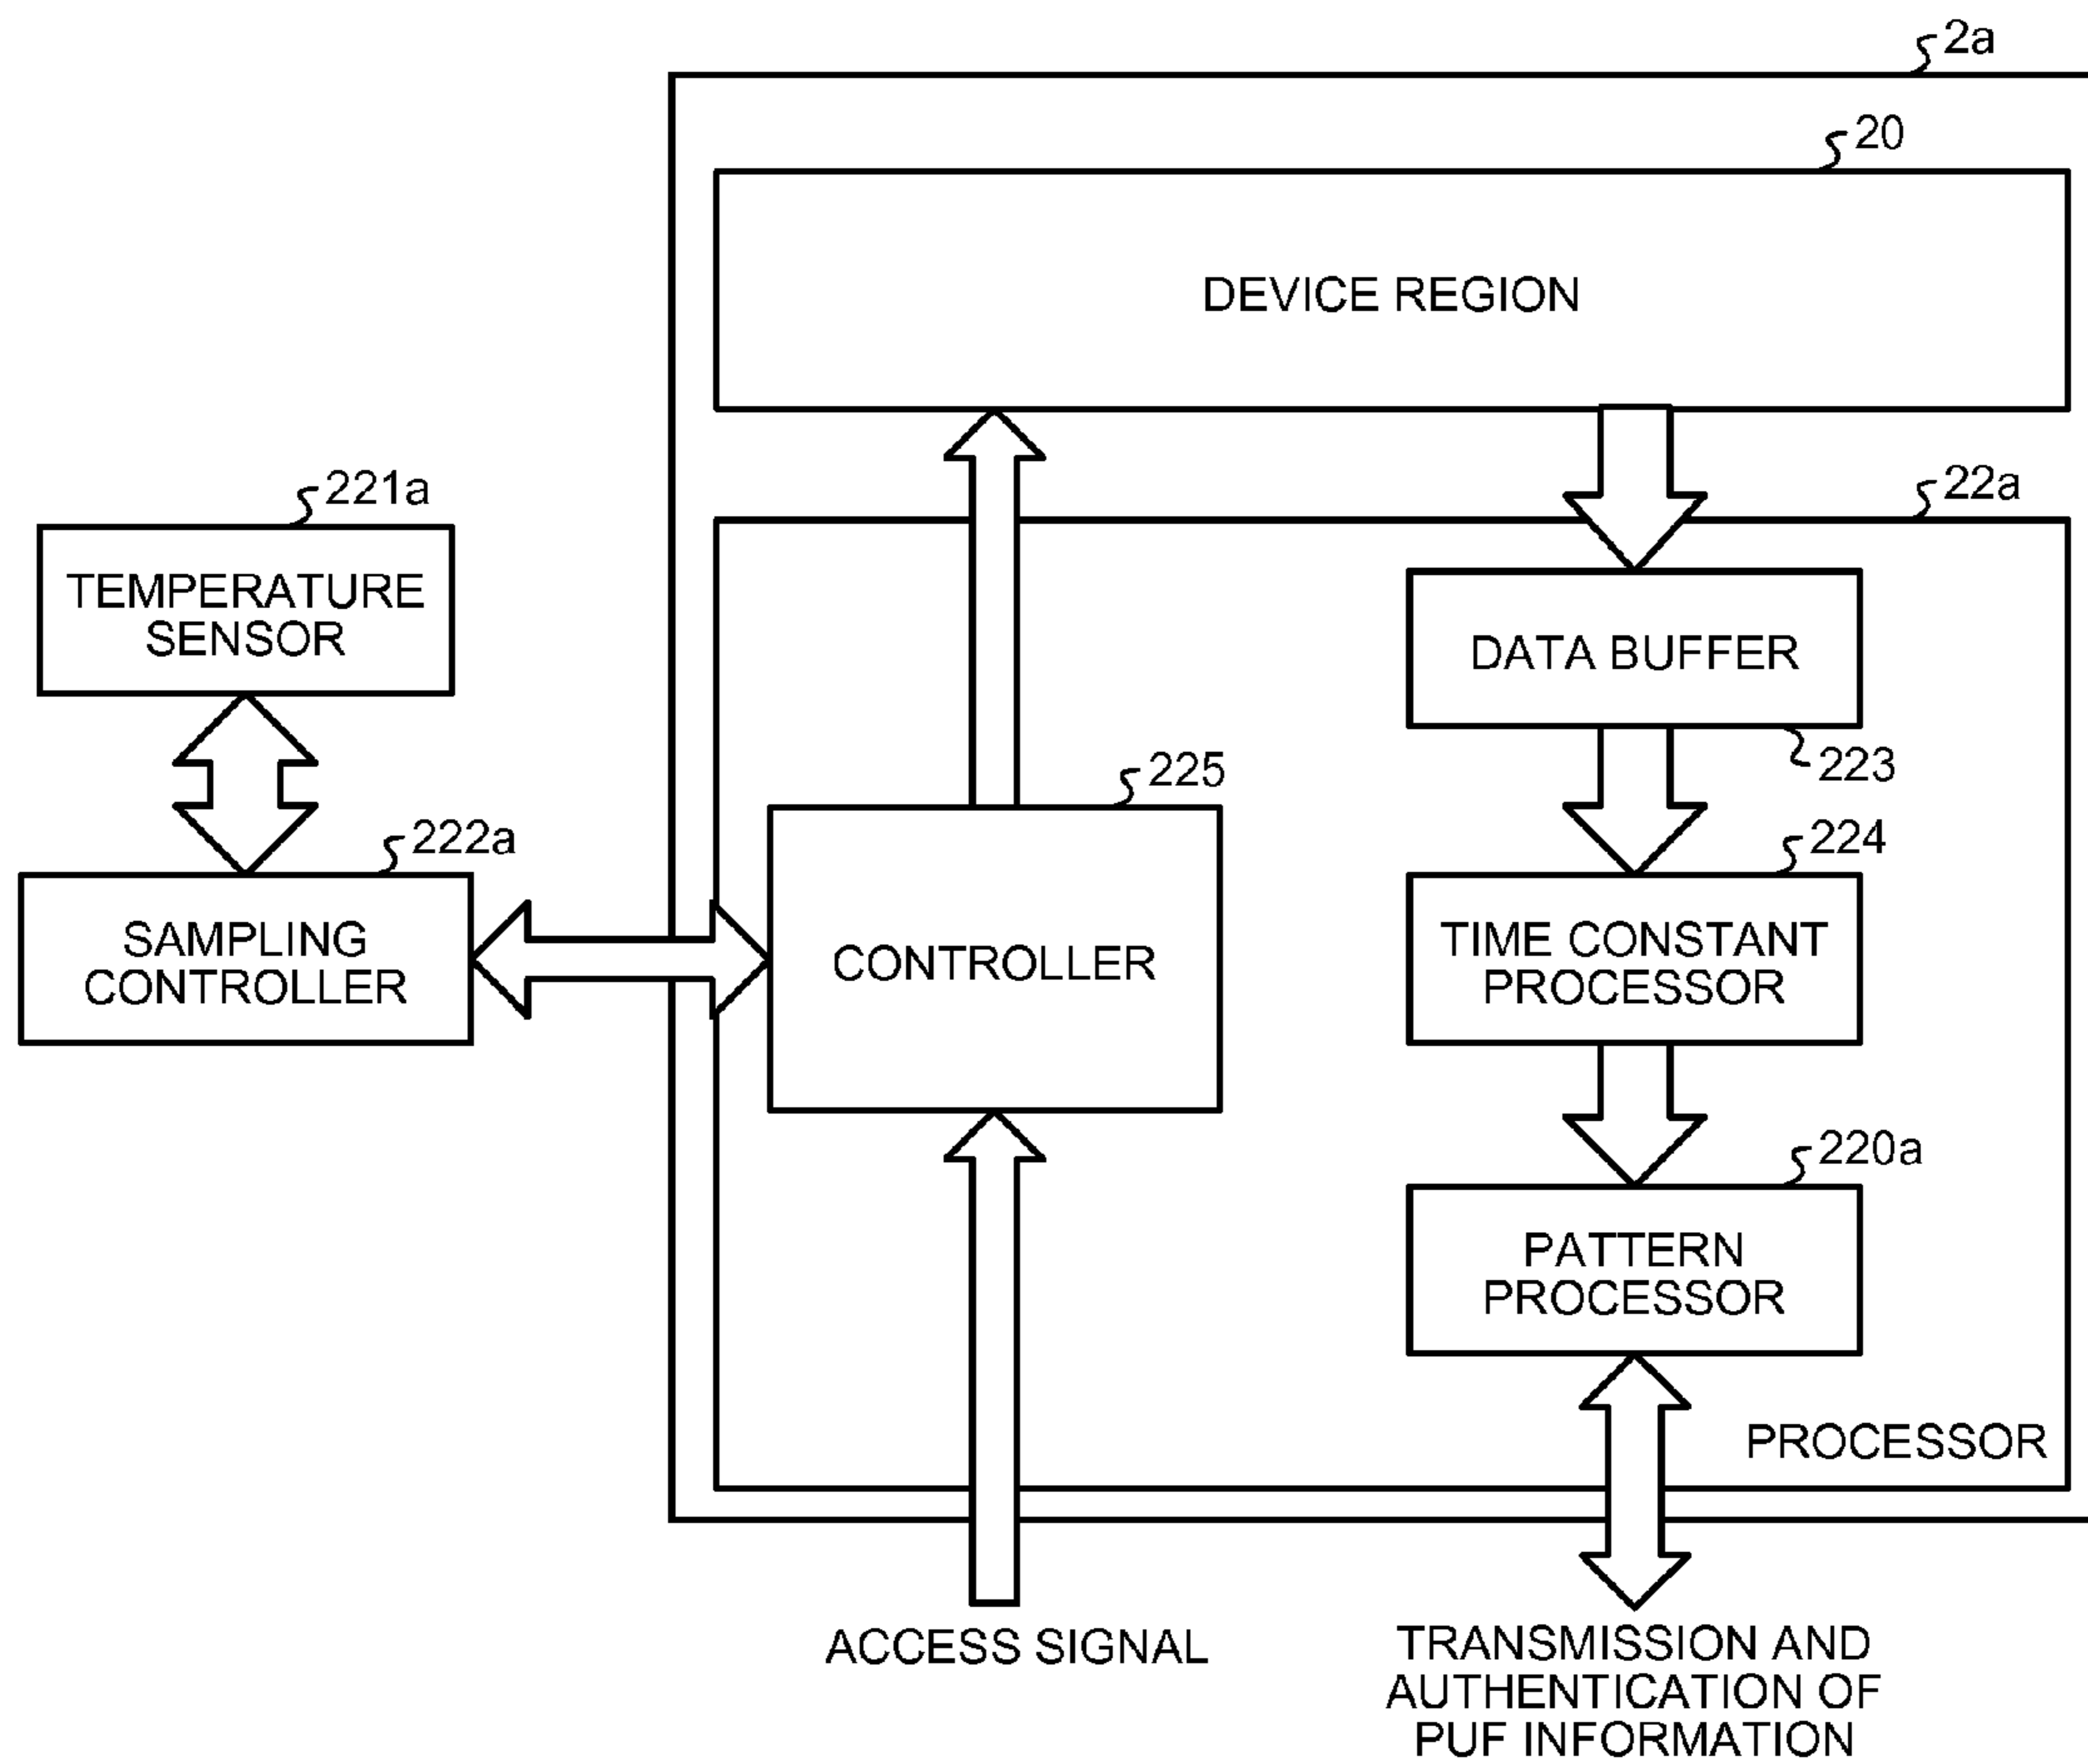 2a
20
DEVICE REGION
221a
22a
TEMPERATURE
SENSOR
DATA BUFFER
223
225
222a
224
SAMPLING
CONTROLLER
CONTROLLER
TIME CONSTANT
PROCESSOR
220a
PATTERN
PROCESSOR
PROCESSOR
ACCESS SIGNAL
TRANSMISSION AND
AUTHENTICATION OF
PUF INFORMATION